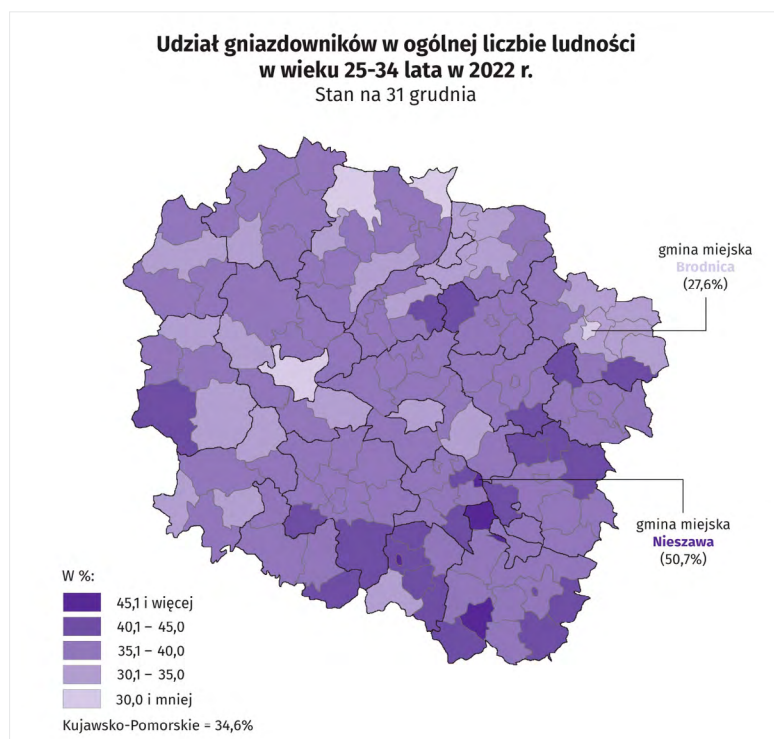 Udział gniazdowników w ogólnej liczbie ludności
w wieku 25-34 lata w 2022 r.
Stan na 31 grudnia
gmina miejska
Brodnica
(27,6%)
gmina miejska
Nieszawa
(50,7%)
W %:
45,1 i więcej
40,1 – 45,0
35,1 – 40,0
30,1 – 35,0
30,0 i mniej
Kujawsko-Pomorskie = 34,6%